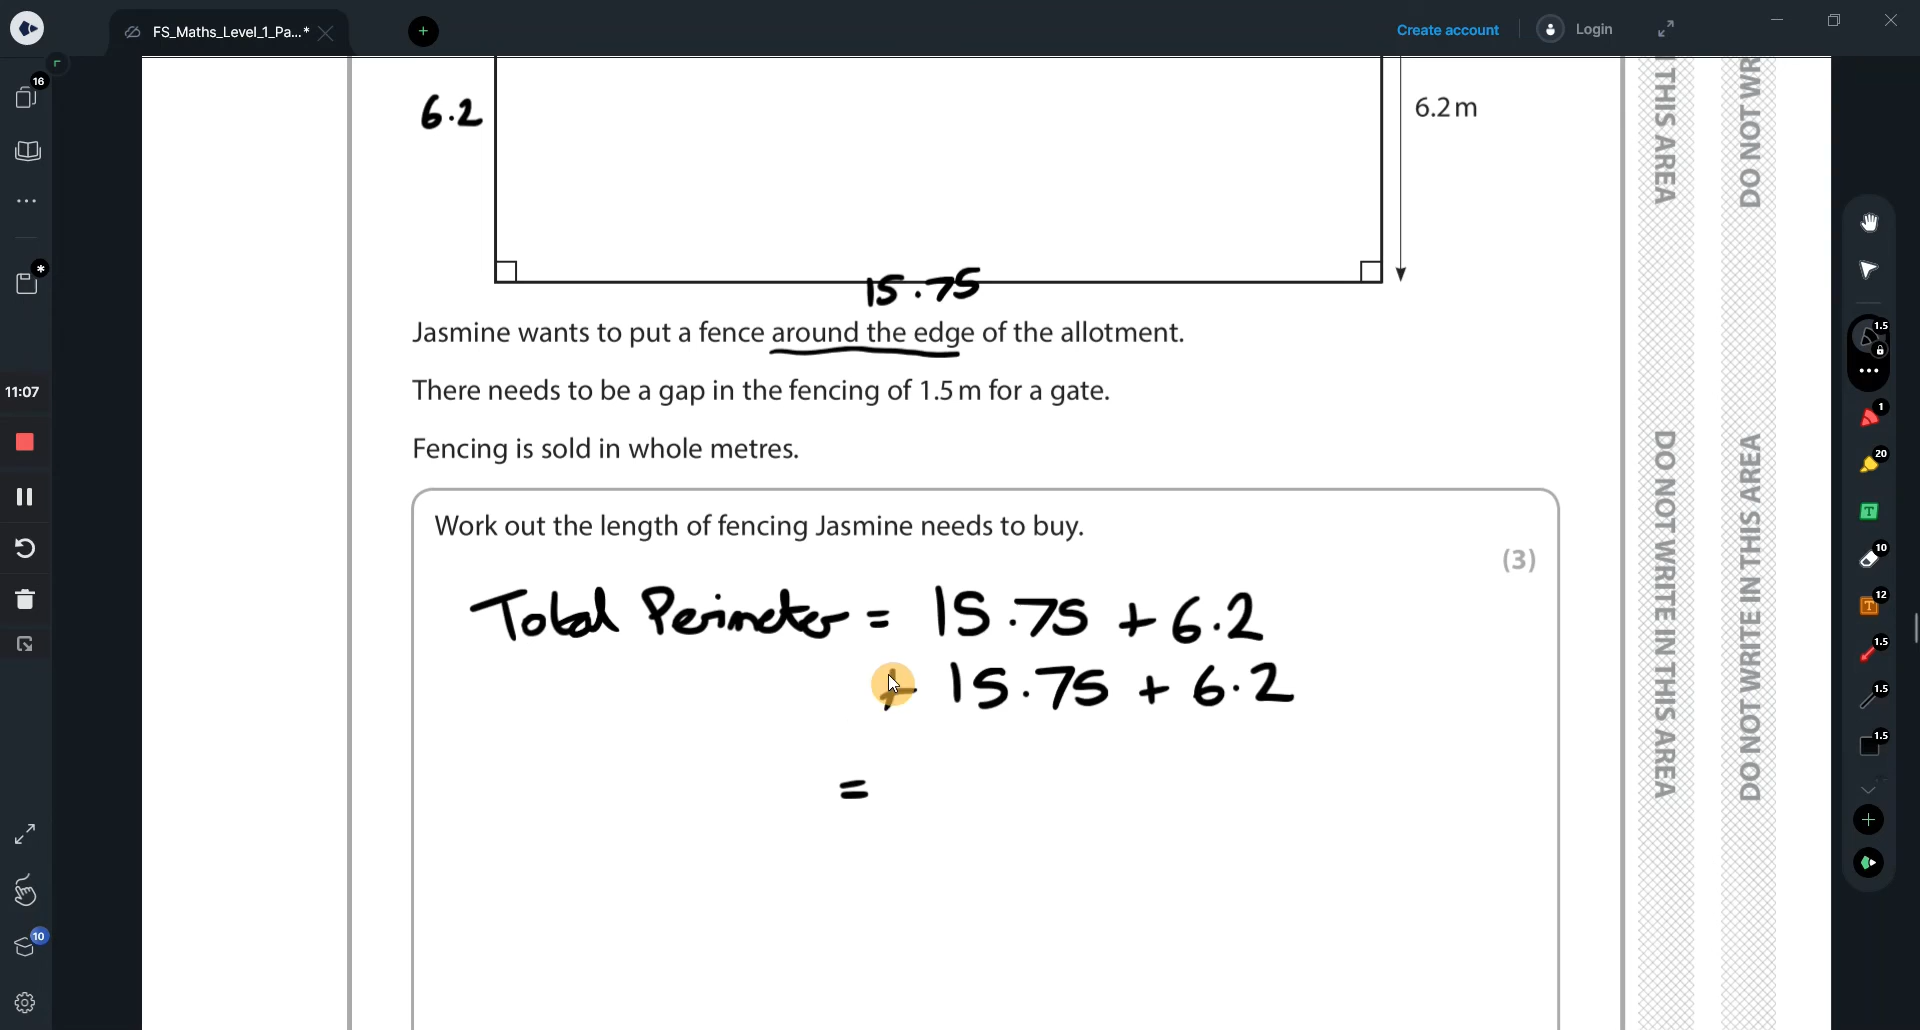 FS_Maths_Level_1_Pa...*
Create account
Login
16
11:07
10
6.2
6.2 m
15.75
Jasmine wants to put a fence around the edge of the allotment.
There needs to be a gap in the fencing of 1.5 m for a gate.
Fencing is sold in whole metres.
Work out the length of fencing Jasmine needs to buy.
(3)
Total Perimeter = 15.75 + 6.2
+ 15.75 + 6.2
=
THIS AREA
DO NOT WR
DO NOT WRITE IN THIS AREA
DO NOT WRITE IN THIS AREA
1.5
1
20
T
10
T
12
1.5
1.5
1.5